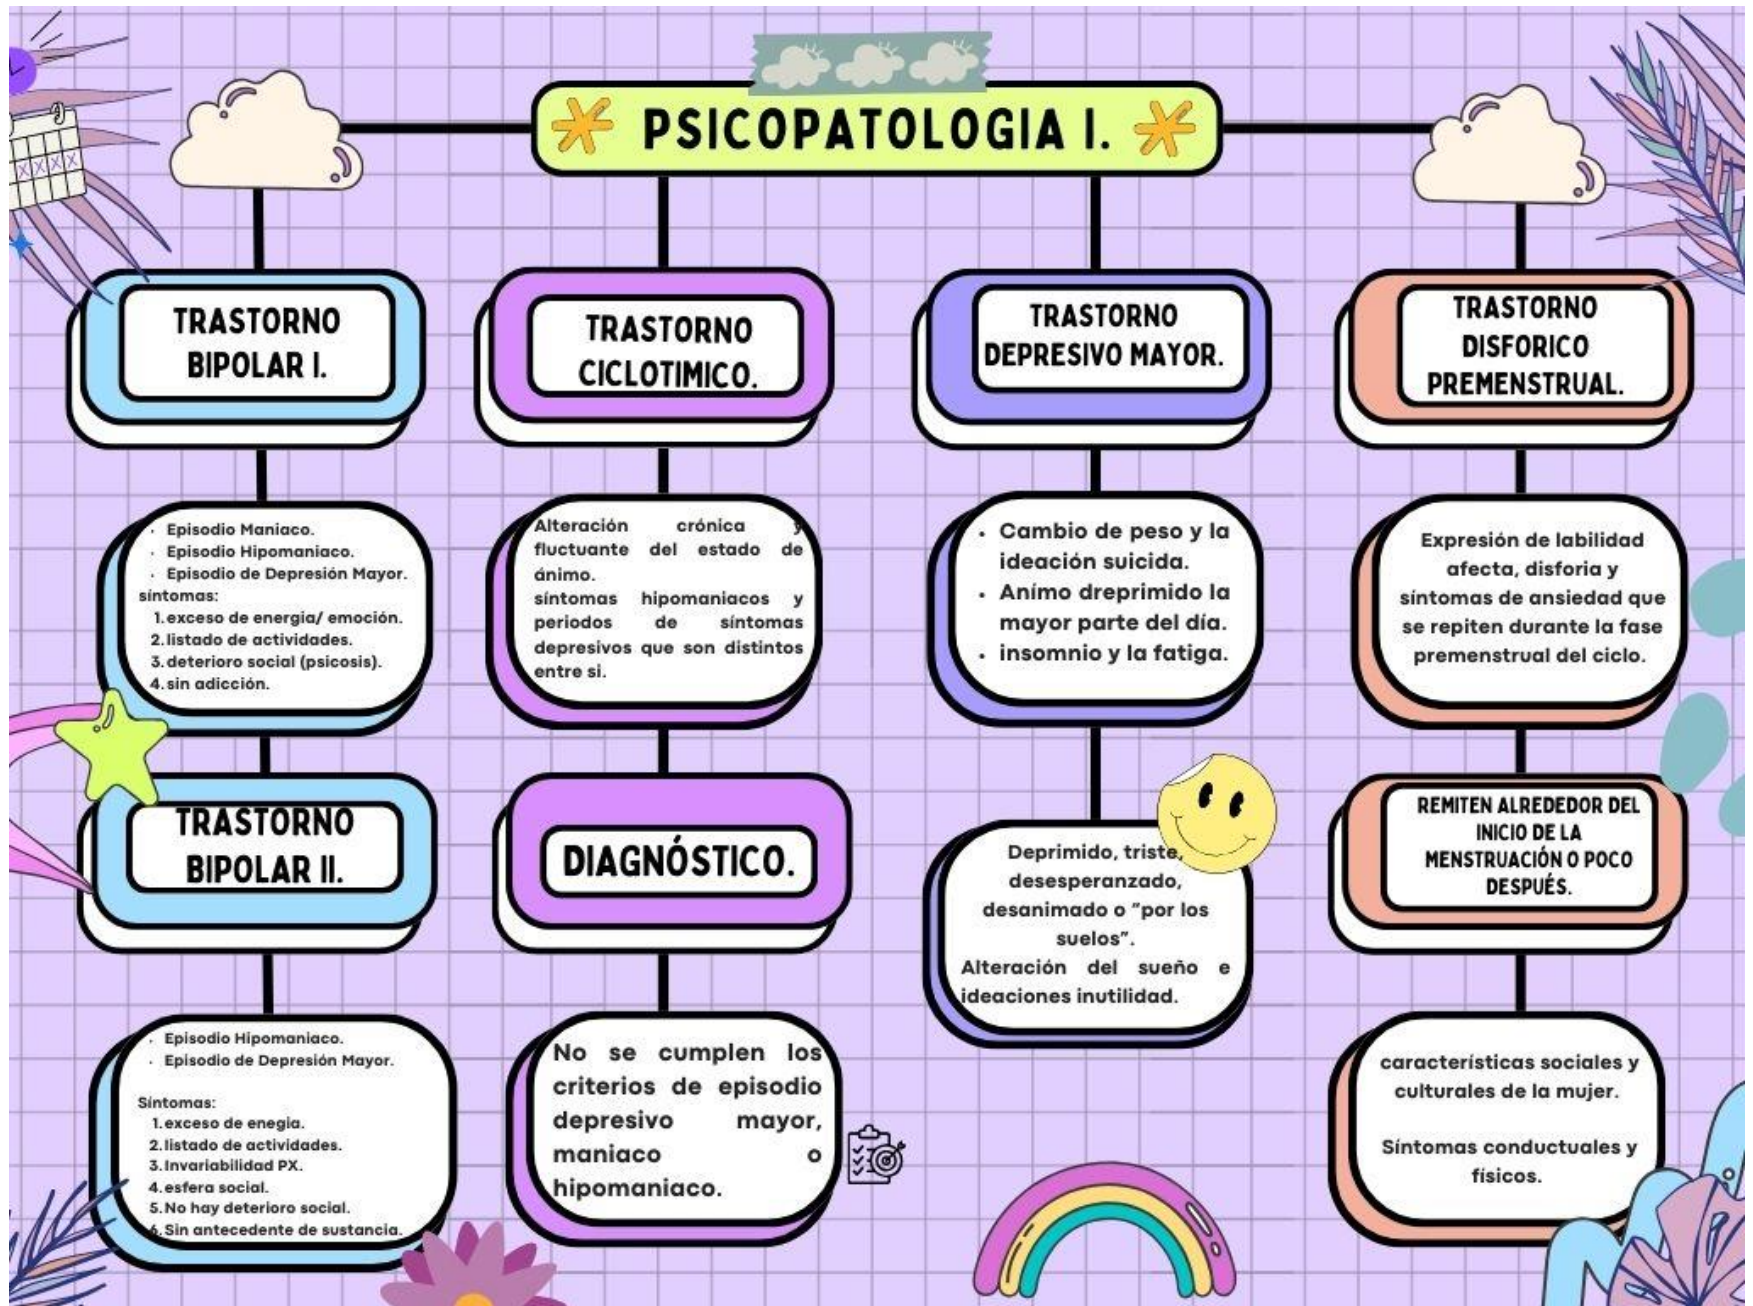 PSICOPATOLOGIA I.
TRASTORNO
BIPOLAR I.
· Episodio Maniaco.
· Episodio Hipomaniaco.
· Episodio de Depresión Mayor.
síntomas:
1. exceso de energía/ emoción.
2. listado de actividades.
3. deterioro social (psicosis).
4. sin adicción.
TRASTORNO
BIPOLAR II.
· Episodio Hipomaniaco.
· Episodio de Depresión Mayor.
Síntomas:
1. exceso de enegia.
2. listado de actividades.
3. Invariabilidad PX.
4. esfera social.
5. No hay deterioro social.
6. Sin antecedente de sustancia.
TRASTORNO
CICLOTIMICO.
Alteración crónica y
fluctuante del estado de
ánimo.
síntomas hipomaniacos y
periodos de síntomas
depresivos que son distintos
entre si.
DIAGNÓSTICO.
No se cumplen los
criterios de episodio
depresivo mayor,
maniaco o
hipomaniaco.
TRASTORNO
DEPRESIVO MAYOR.
· Cambio de peso y la
ideación suicida.
· Anímo dreprimido la
mayor parte del día.
· insomnio y la fatiga.
Deprimido, triste,
desesperanzado,
desanimado o "por los
suelos".
Alteración del sueño e
ideaciones inutilidad.
TRASTORNO
DISFORICO
PREMENSTRUAL.
Expresión de labilidad
afecta, disforia y
síntomas de ansiedad que
se repiten durante la fase
premenstrual del ciclo.
REMITEN ALREDEDOR DEL
INICIO DE LA
MENSTRUACIÓN O POCO
DESPUÉS.
características sociales y
culturales de la mujer.
Síntomas conductuales y
físicos.